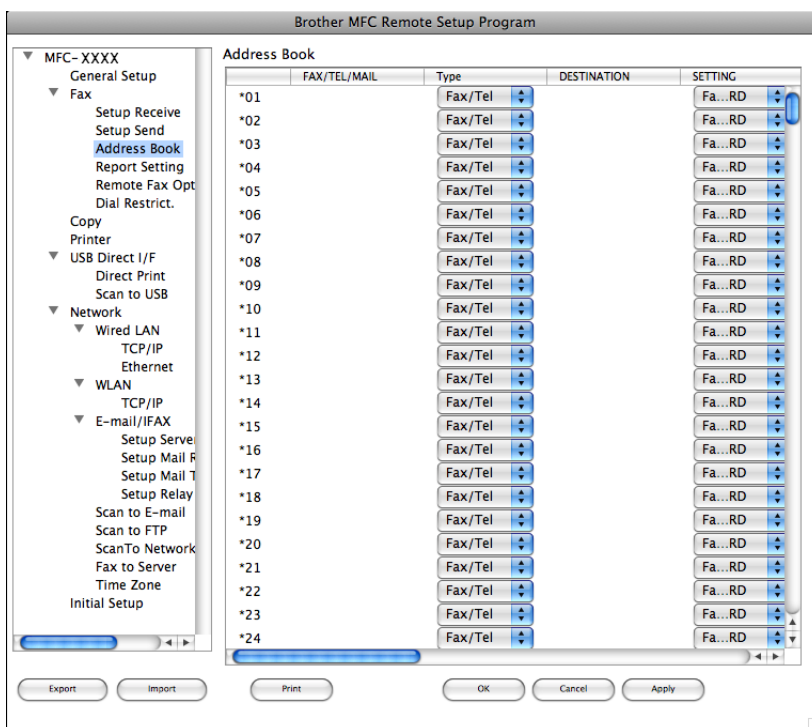 Brother MFC Remote Setup Program
MFC-XXXX
General Setup
Fax
Setup Receive
Setup Send
Address Book
Report Setting
Remote Fax Opt
Dial Restrict.
Copy
Printer
USB Direct I/F
Direct Print
Scan to USB
Network
Wired LAN
TCP/IP
Ethernet
WLAN
TCP/IP
E-mail/IFAX
Setup Server
Setup Mail R
Setup Mail T
Setup Relay
Scan to E-mail
Scan to FTP
ScanTo Network
Fax to Server
Time Zone
Initial Setup
Address Book
FAX/TEL/MAIL Type DESTINATION SETTING
*01 Fax/Tel Fa...RD
*02 Fax/Tel Fa...RD
*03 Fax/Tel Fa...RD
*04 Fax/Tel Fa...RD
*05 Fax/Tel Fa...RD
*06 Fax/Tel Fa...RD
*07 Fax/Tel Fa...RD
*08 Fax/Tel Fa...RD
*09 Fax/Tel Fa...RD
*10 Fax/Tel Fa...RD
*11 Fax/Tel Fa...RD
*12 Fax/Tel Fa...RD
*13 Fax/Tel Fa...RD
*14 Fax/Tel Fa...RD
*15 Fax/Tel Fa...RD
*16 Fax/Tel Fa...RD
*17 Fax/Tel Fa...RD
*18 Fax/Tel Fa...RD
*19 Fax/Tel Fa...RD
*20 Fax/Tel Fa...RD
*21 Fax/Tel Fa...RD
*22 Fax/Tel Fa...RD
*23 Fax/Tel Fa...RD
*24 Fax/Tel Fa...RD
Export Import Print OK Cancel Apply